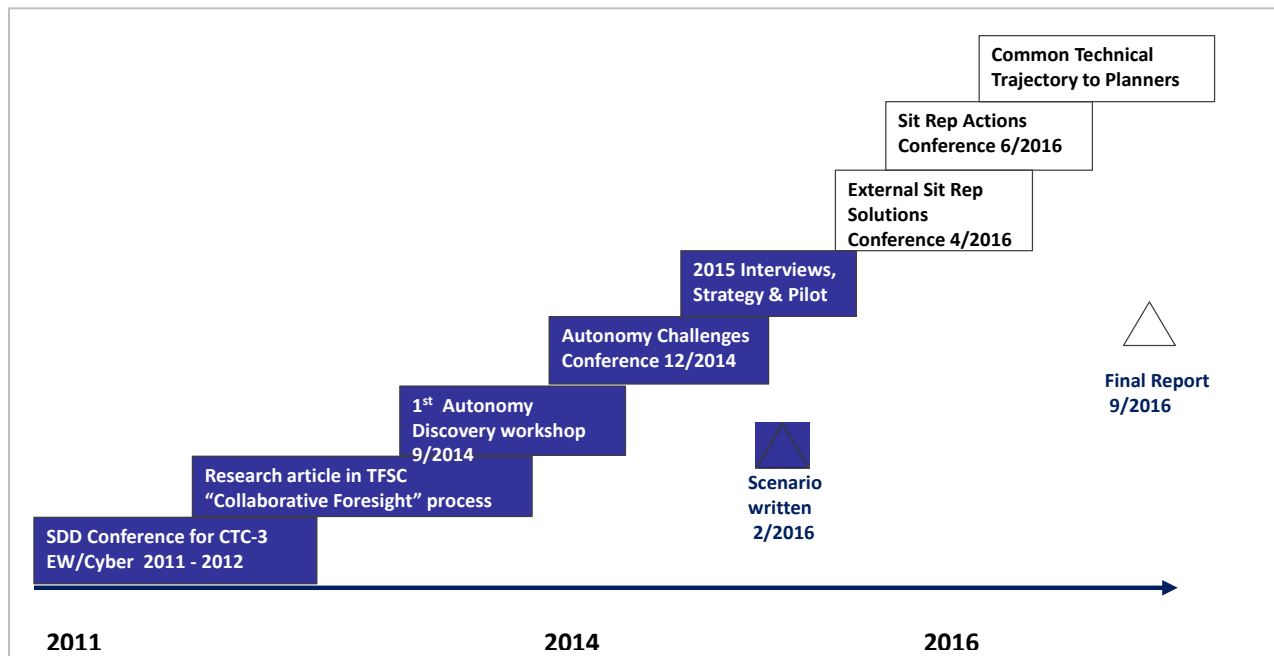 Common Technical
Trajectory to Planners
Sit Rep Actions
Conference 6/2016
External Sit Rep
Solutions
Conference 4/2016
2015 Interviews,
Strategy & Pilot
Autonomy Challenges
Conference 12/2014
1st Autonomy
Discovery workshop
9/2014
Research article in TFSC
“Collaborative Foresight” process
SDD Conference for CTC-3
EW/Cyber 2011 - 2012
Scenario
written
2/2016
Final Report
9/2016
2011
2014
2016